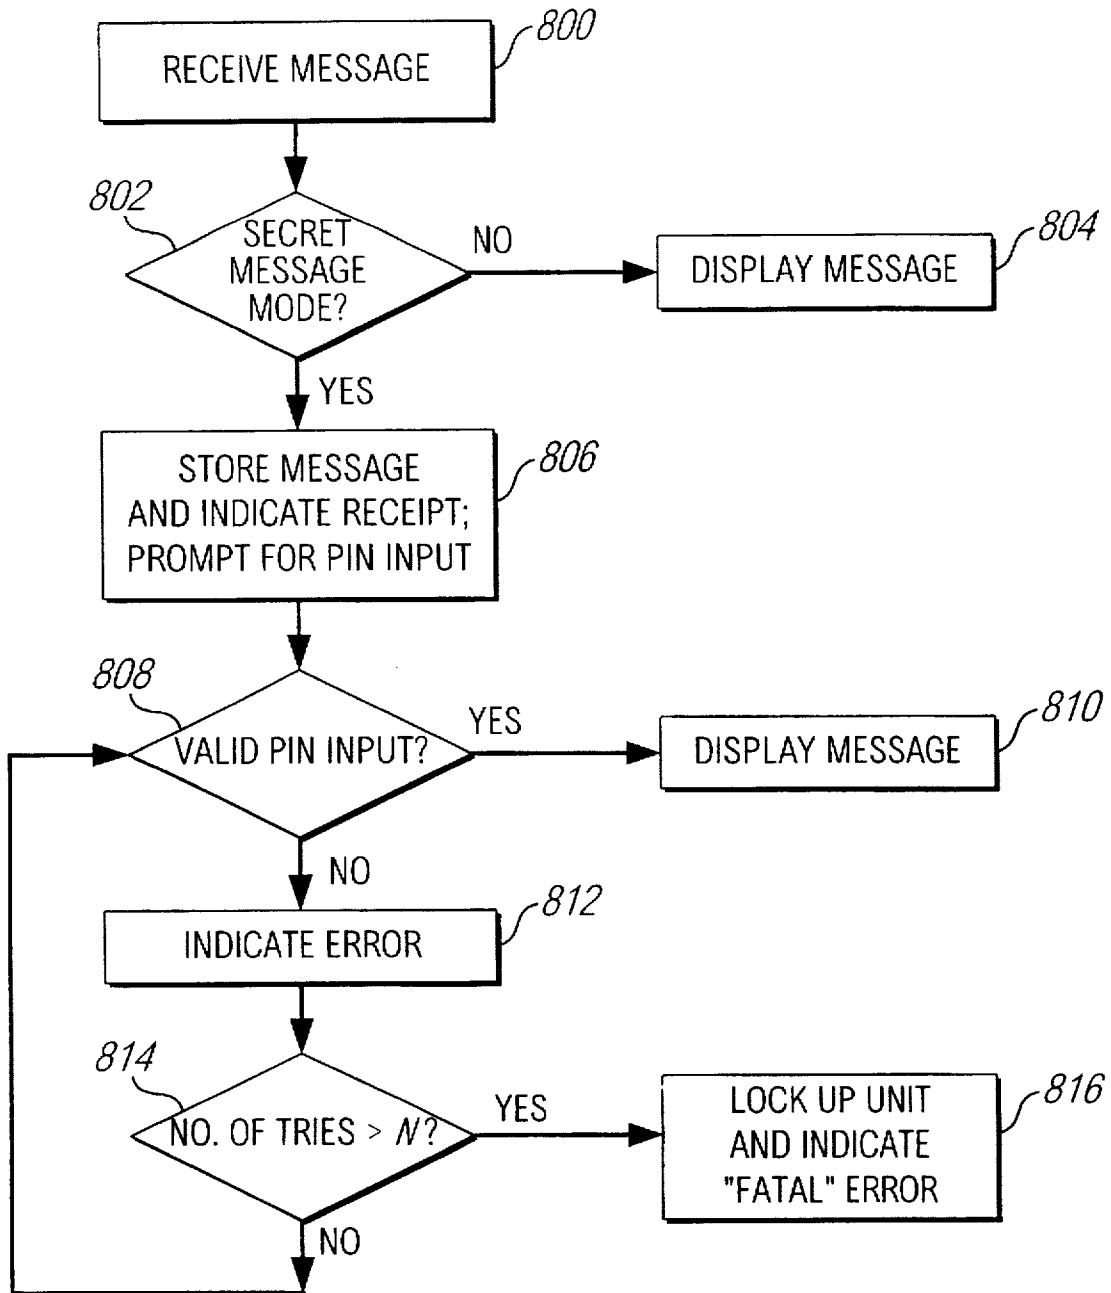 800
RECEIVE MESSAGE
802
SECRET
MESSAGE
MODE?
NO
804
DISPLAY MESSAGE
YES
806
STORE MESSAGE
AND INDICATE RECEIPT;
PROMPT FOR PIN INPUT
808
VALID PIN INPUT?
YES
810
DISPLAY MESSAGE
NO
812
INDICATE ERROR
814
NO. OF TRIES > N?
YES
816
LOCK UP UNIT
AND INDICATE
"FATAL" ERROR
NO